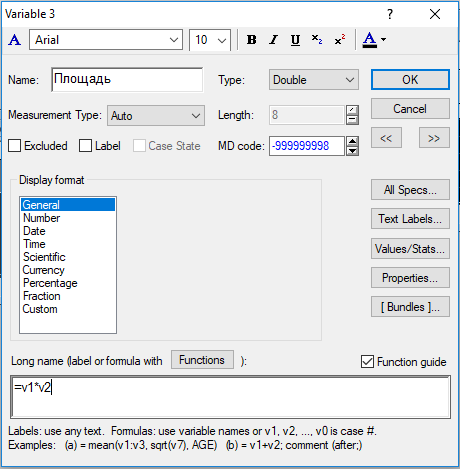 Variable 3
A Arial 10 B I U x₂ x² A
Name: Площадь Type: Double OK
Measurement Type: Auto Length: 8 Cancel
Excluded Label Case State MD code: -999999998 << >>
Display format
General
Number
Date
Time
Scientific
Currency
Percentage
Fraction
Custom
All Specs...
Text Labels...
Values/Stats...
Properties...
[ Bundles ]...
Long name (label or formula with Functions ): Function guide
=v1*v2
Labels: use any text. Formulas: use variable names or v1, v2, ..., v0 is case #.
Examples: (a) = mean(v1:v3, sqrt(v7), AGE) (b) = v1+v2; comment (after;)